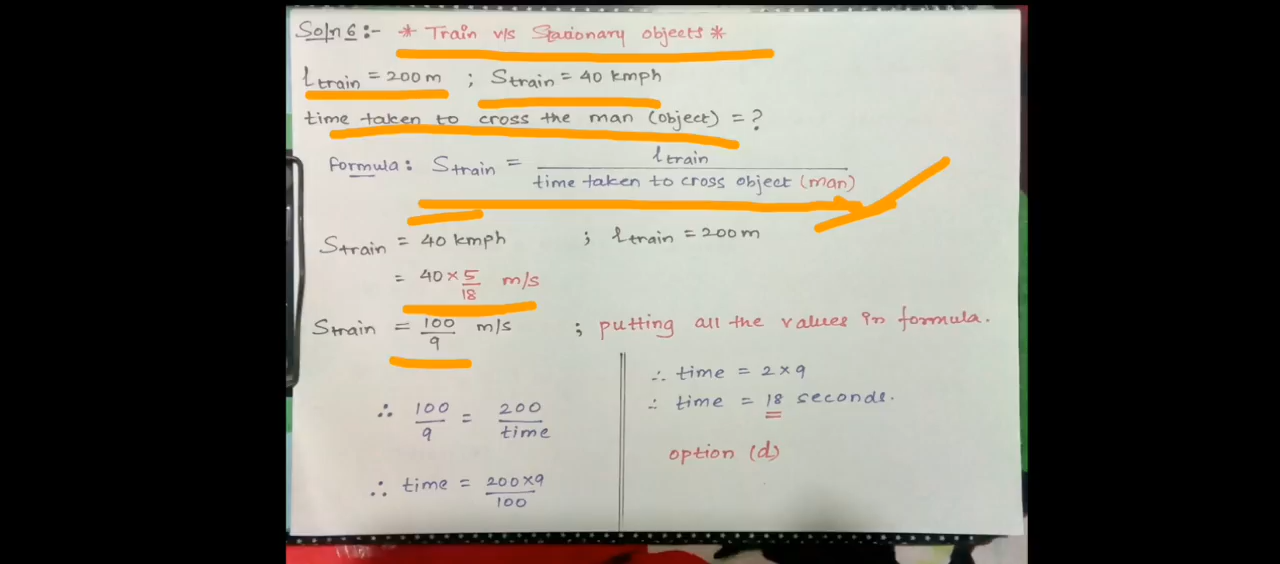 Soln 6:- * Train v/s Stationary objects *
ltrain = 200 m ; Strain = 40 kmph
time taken to cross the man (object) = ?
Formula: Strain = ltrain / time taken to cross object (man)
Strain = 40 kmph ; ltrain = 200 m
= 40 × 5/18 m/s
Strain = 100/9 m/s ; putting all the values in formula.
∴ 100/9 = 200/time
∴ time = 200×9/100
∴ time = 2 × 9
∴ time = 18 seconds.
option (d)